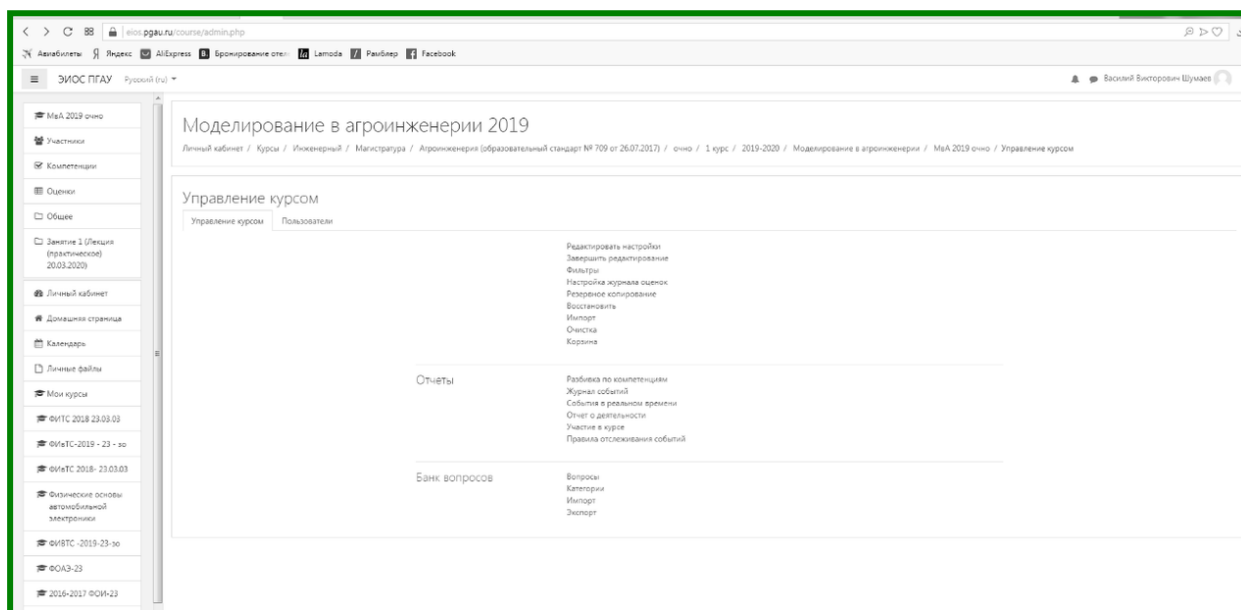 eios.pgau.ru/course/admin.php
Авиабилеты Яндекс AliExpress Бронирование отел Lamoda Рамблер Facebook
ЭИОС ПГАУ Русский (ru)
Василий Викторович Шумаев
МвА 2019 очно
Участники
Компетенции
Оценки
Общее
Занятие 1 (Лекция
(практическое)
20.03.2020)
Личный кабинет
Домашняя страница
Календарь
Личные файлы
Мои курсы
ФИТС 2018 23.03.03
ФИвТС-2019 - 23 - зо
ФИвТС 2018- 23.03.03
Физические основы
автомобильной
электроники
ФИВТС -2019-23-зо
ФОАЭ-23
2016-2017 ФОИ-23
Моделирование в агроинженерии 2019
Личный кабинет / Курсы / Инженерный / Магистратура / Агроинженерия (образовательный стандарт № 709 от 26.07.2017) / очно / 1 курс / 2019-2020 / Моделирование в агроинженерии / МвА 2019 очно / Управление курсом
Управление курсом
Управление курсом Пользователи
Редактировать настройки
Завершить редактирование
Фильтры
Настройка журнала оценок
Резервное копирование
Восстановить
Импорт
Очистка
Корзина
Отчеты
Разбивка по компетенциям
Журнал событий
События в реальном времени
Отчет о деятельности
Участие в курсе
Правила отслеживания событий
Банк вопросов
Вопросы
Категории
Импорт
Экспорт